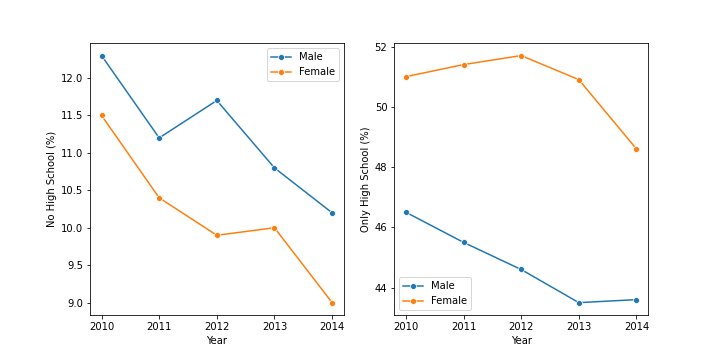 No High School (%)
12.0
11.5
11.0
10.5
10.0
9.5
9.0
Male
Female
2010 2011 2012 2013 2014
Year
Only High School (%)
52
50
48
46
44
Male
Female
2010 2011 2012 2013 2014
Year